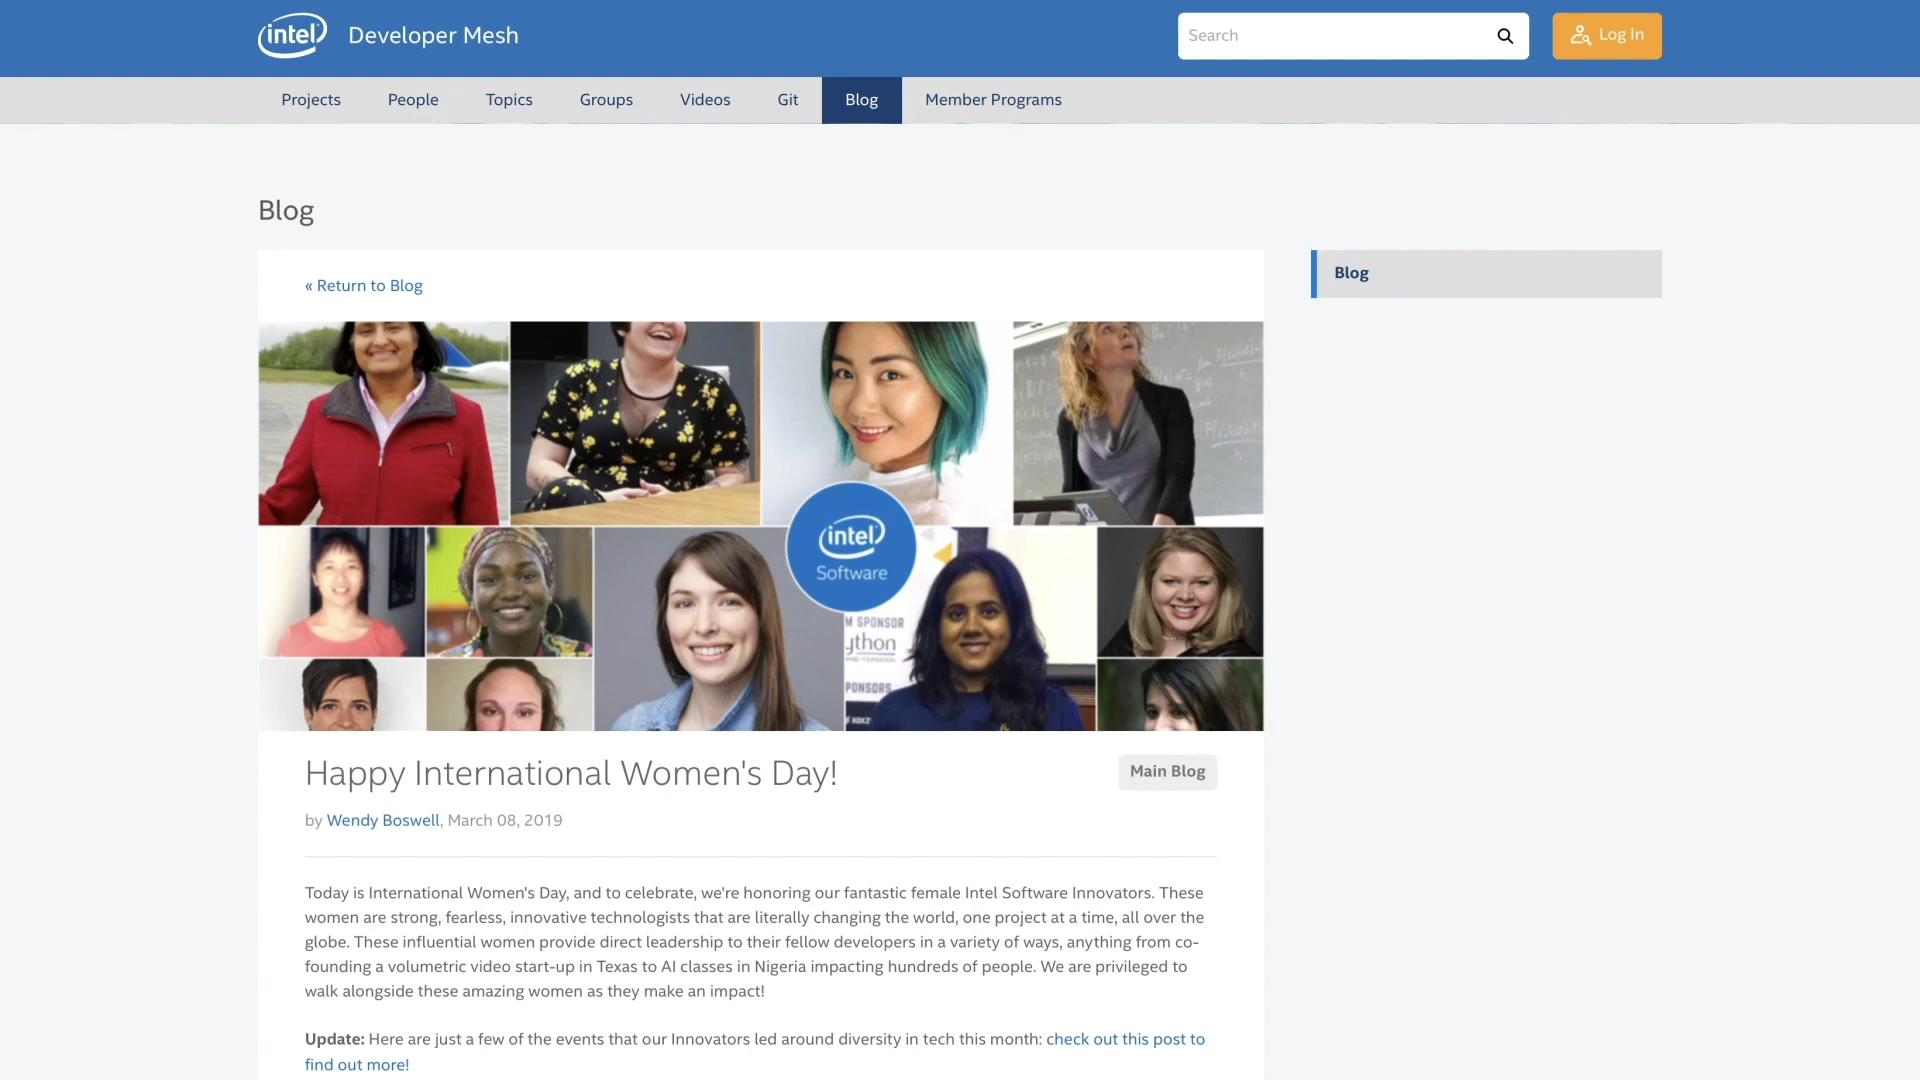 intel Developer Mesh Search Log In
Projects People Topics Groups Videos Git Blog Member Programs
Blog
« Return to Blog
Blog
intel
Software
M SPONSOR
ython
PONSORS
Happy International Women's Day!
Main Blog
by Wendy Boswell, March 08, 2019
Today is International Women's Day, and to celebrate, we're honoring our fantastic female Intel Software Innovators. These
women are strong, fearless, innovative technologists that are literally changing the world, one project at a time, all over the
globe. These influential women provide direct leadership to their fellow developers in a variety of ways, anything from co-
founding a volumetric video start-up in Texas to AI classes in Nigeria impacting hundreds of people. We are privileged to
walk alongside these amazing women as they make an impact!
Update: Here are just a few of the events that our Innovators led around diversity in tech this month: check out this post to
find out more!